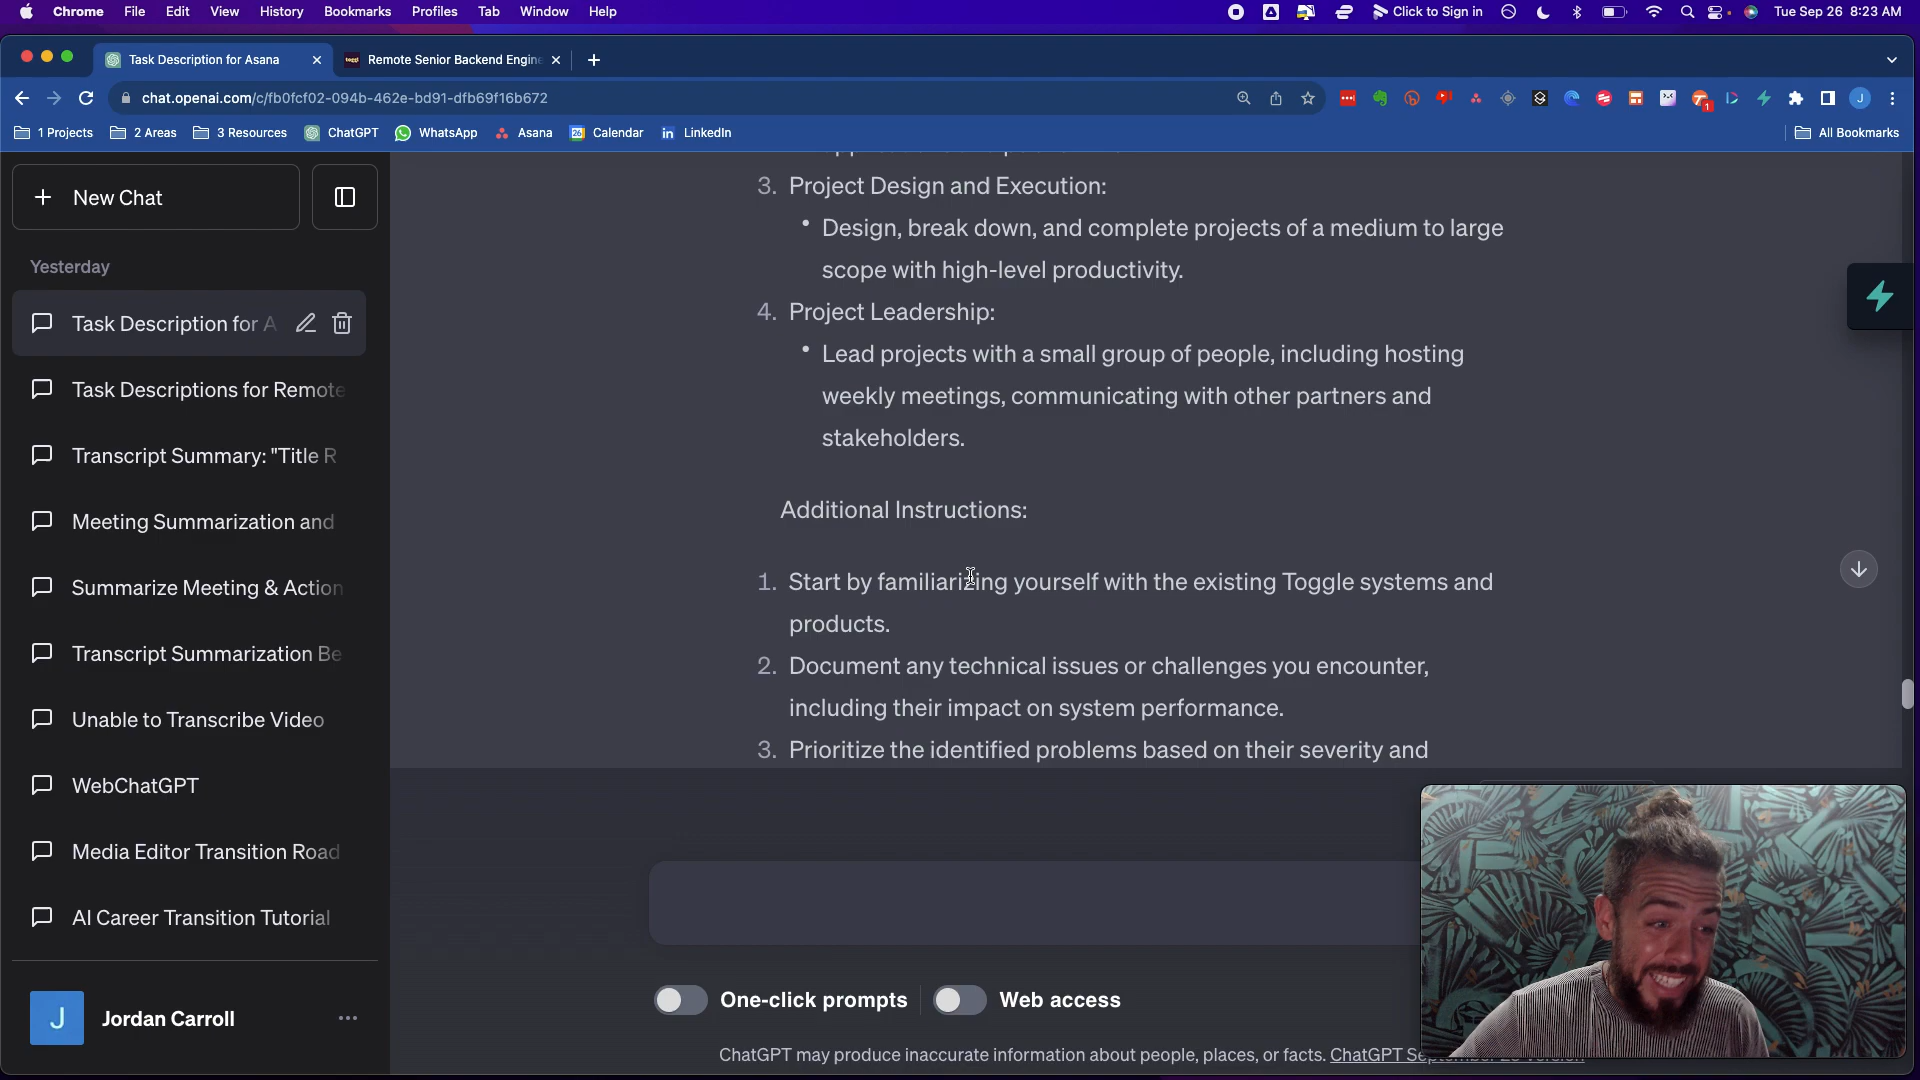 Chrome File Edit View History Bookmarks Profiles Tab Window Help Click to Sign in Tue Sep 26 8:23 AM
Task Description for Asana toggl Remote Senior Backend Engin
chat.openai.com/c/fb0fcf02-094b-462e-bd91-dfb69f16b672 1 J
1 Projects 2 Areas 3 Resources ChatGPT WhatsApp Asana 26 Calendar in LinkedIn All Bookmarks
New Chat
Yesterday
Task Description for A
Task Descriptions for Remote
Transcript Summary: "Title R
Meeting Summarization and
Summarize Meeting & Action
Transcript Summarization Be
Unable to Transcribe Video
WebChatGPT
Media Editor Transition Road
AI Career Transition Tutorial
J Jordan Carroll
3. Project Design and Execution:
• Design, break down, and complete projects of a medium to large
scope with high-level productivity.
4. Project Leadership:
• Lead projects with a small group of people, including hosting
weekly meetings, communicating with other partners and
stakeholders.
Additional Instructions:
1. Start by familiarizing yourself with the existing Toggle systems and
products.
2. Document any technical issues or challenges you encounter,
including their impact on system performance.
3. Prioritize the identified problems based on their severity and
One-click prompts Web access
ChatGPT may produce inaccurate information about people, places, or facts. ChatGPT